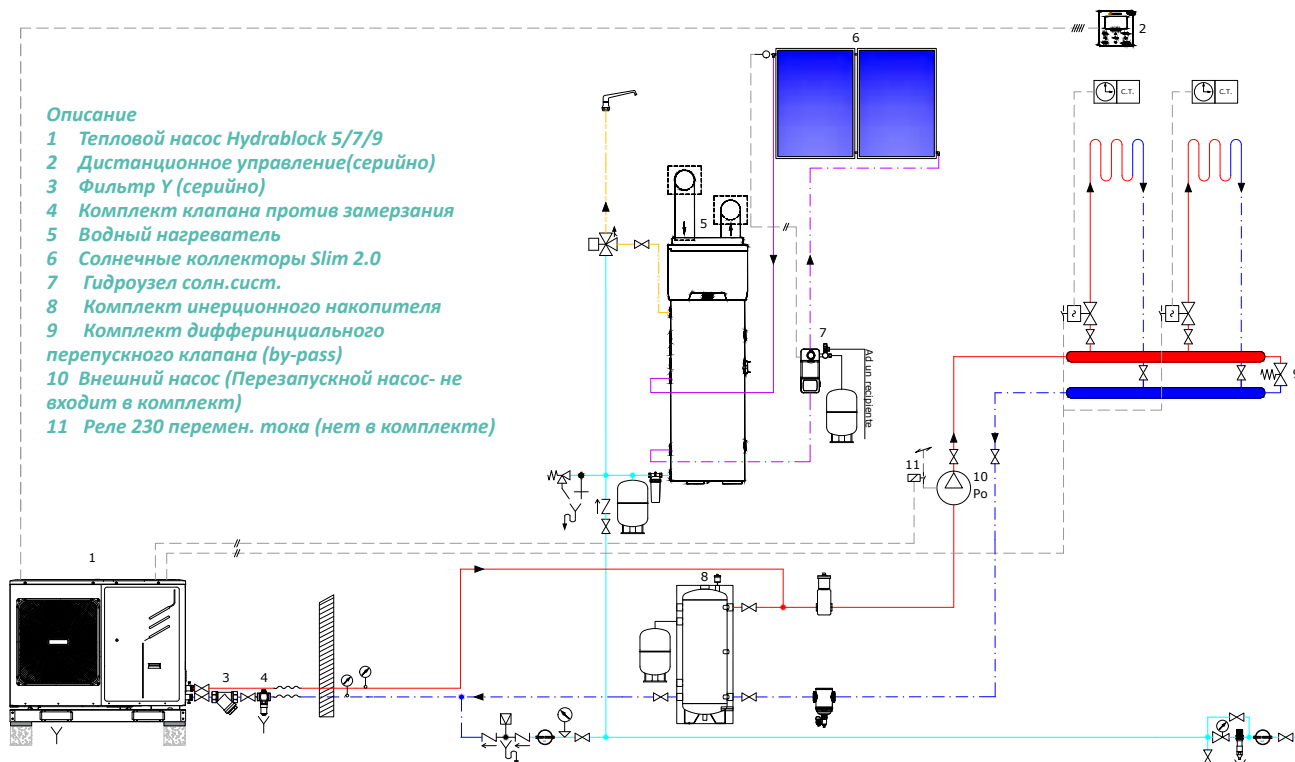 Описание
1 Тепловой насос Hydrablock 5/7/9
2 Дистанционное управление(серийно)
3 Фильтр Y (серийно)
4 Комплект клапана против замерзания
5 Водный нагреватель
6 Солнечные коллекторы Slim 2.0
7 Гидроузел солн.сист.
8 Комплект инерционного накопителя
9 Комплект дифферинциального
перепускного клапана (by-pass)
10 Внешний насос (Перезапускной насос- не
входит в комплект)
11 Реле 230 перемен. тока (нет в комплекте)
6
2
C.T.
C.T.
5
7
Ad un recipiente
9
11
10
Po
1
8
3
4